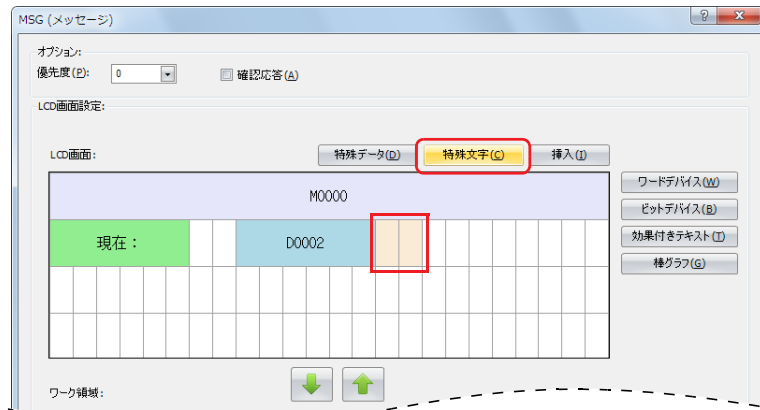 MSG (メッセージ)
オプション:
優先度(P): 0 確認応答(A)
LCD画面設定:
LCD画面: 特殊データ(D) 特殊文字(C) 挿入(I)
ワードデバイス(W)
M0000
ビットデバイス(B)
現在： D0002
効果付きテキスト(T)
棒グラフ(G)
ワーク領域: